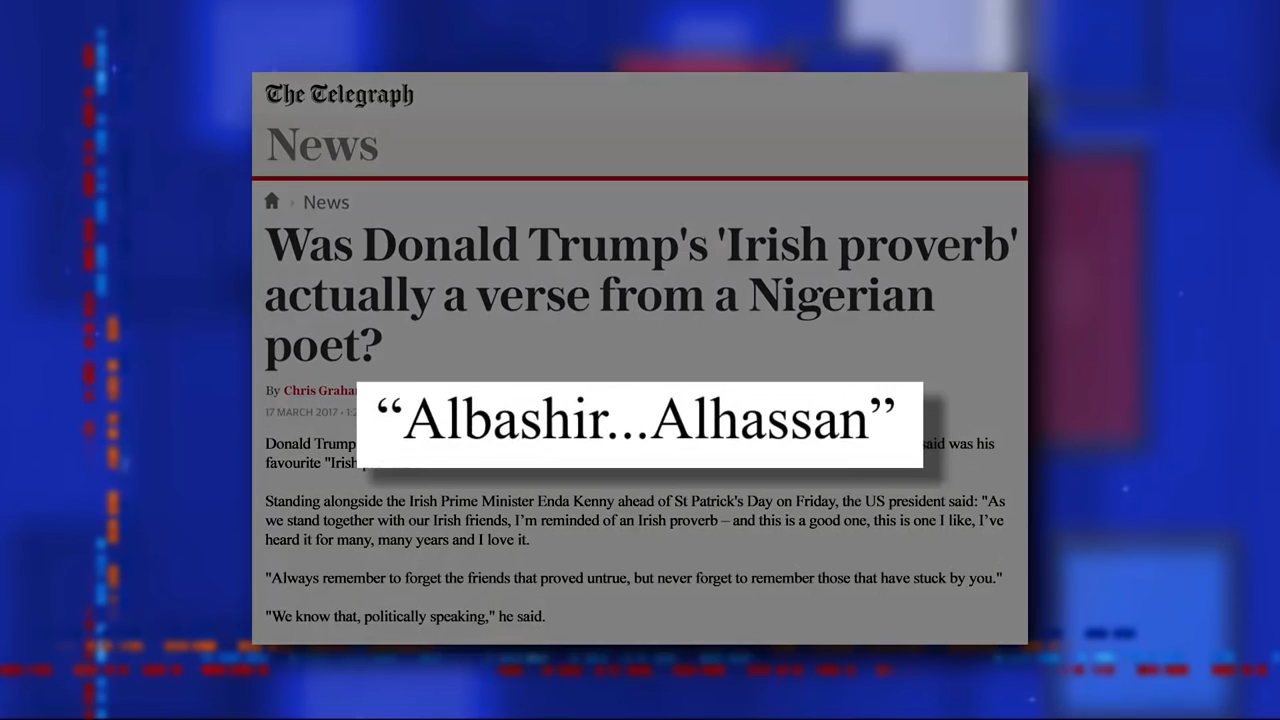 The Telegraph
News
News
Was Donald Trump's 'Irish proverb'
actually a verse from a Nigerian
poet?
By Chris
17 MARCH 2017 •
“Albashir...Alhassan”
Donald Trump said was his
favourite "Irish
Standing alongside the Irish Prime Minister Enda Kenny ahead of St Patrick's Day on Friday, the US president said: "As
we stand together with our Irish friends, I’m reminded of an Irish proverb – and this is a good one, this is one I like, I’ve
heard it for many, many years and I love it.
"Always remember to forget the friends that proved untrue, but never forget to remember those that have stuck by you."
"We know that, politically speaking," he said.